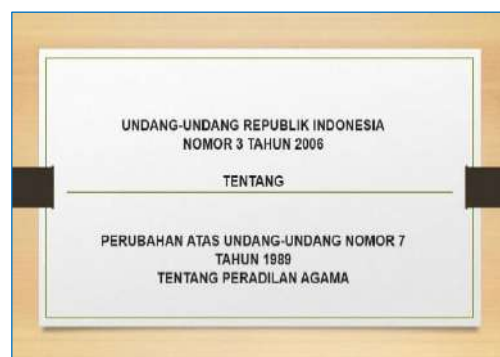 UNDANG-UNDANG REPUBLIK INDONESIA
NOMOR 3 TAHUN 2006
TENTANG
PERUBAHAN ATAS UNDANG-UNDANG NOMOR 7
TAHUN 1989
TENTANG PERADILAN AGAMA